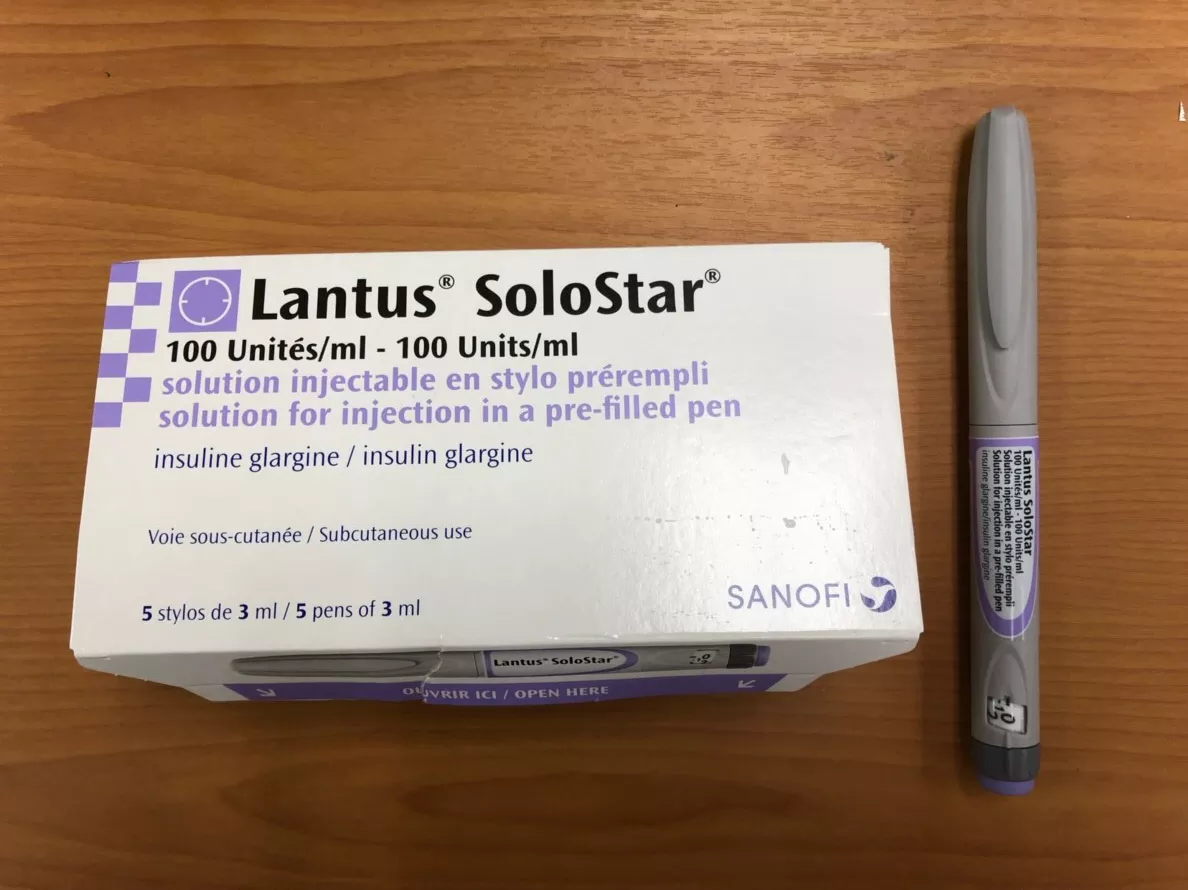 Lantus® SoloStar®
100 Unités/ml - 100 Units/ml
solution injectable en stylo prérempli
solution for injection in a pre-filled pen
insuline glargine / insulin glargine
Voie sous-cutanée / Subcutaneous use
5 stylos de 3 ml / 5 pens of 3 ml
SANOFI
Lantus® SoloStar®
OUVRIR ICI / OPEN HERE
Lantus SoloStar
100 Unités/ml - 100 Units/ml
Solution injectable en stylo prérempli
Solution for injection in a pre-filled pen
insuline glargine/insulin glargine
0